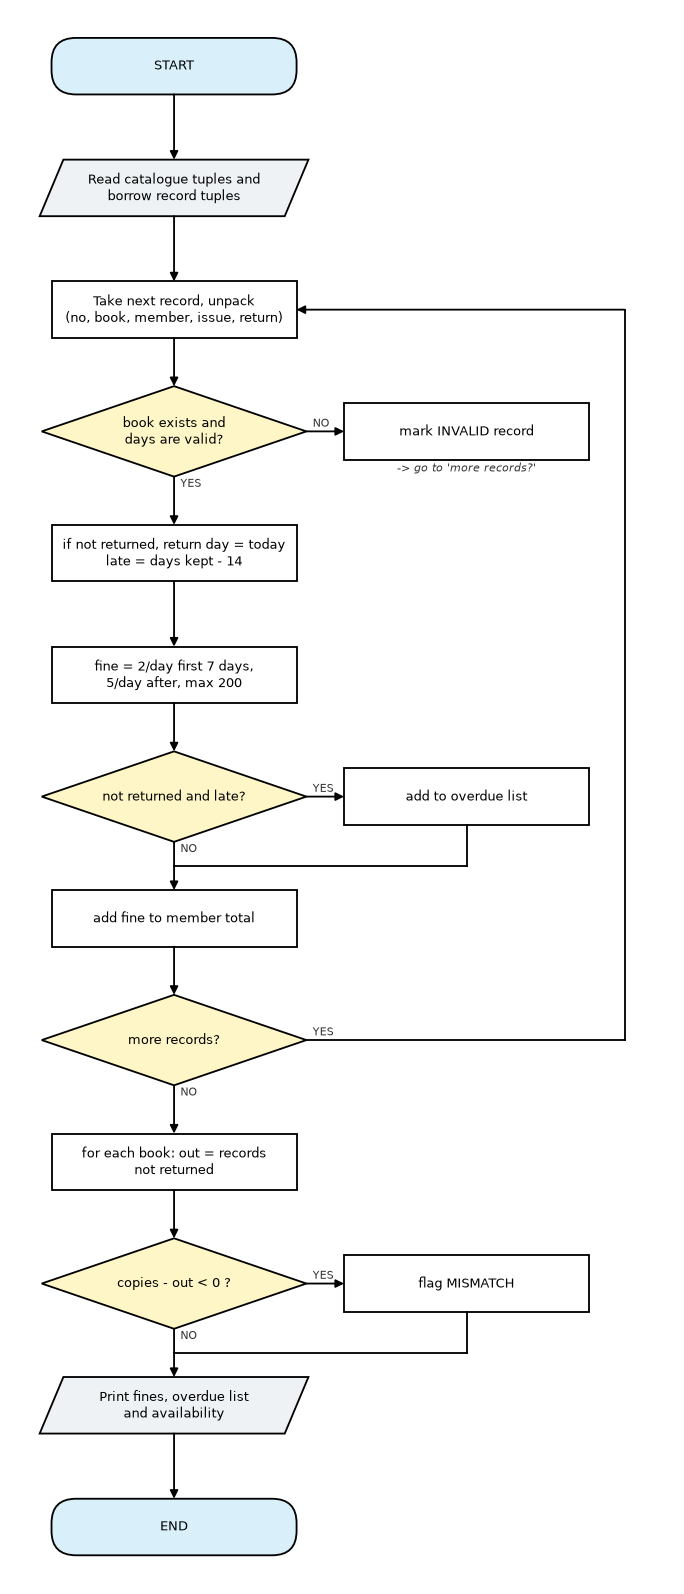 START
Read catalogue tuples and
borrow record tuples
Take next record, unpack
(no, book, member, issue, return)
book exists and
days are valid?
NO
mark INVALID record
-> go to 'more records?'
YES
if not returned, return day = today
late = days kept - 14
fine = 2/day first 7 days,
5/day after, max 200
not returned and late?
YES
add to overdue list
NO
add fine to member total
more records?
YES
NO
for each book: out = records
not returned
copies - out < 0 ?
YES
flag MISMATCH
NO
Print fines, overdue list
and availability
END